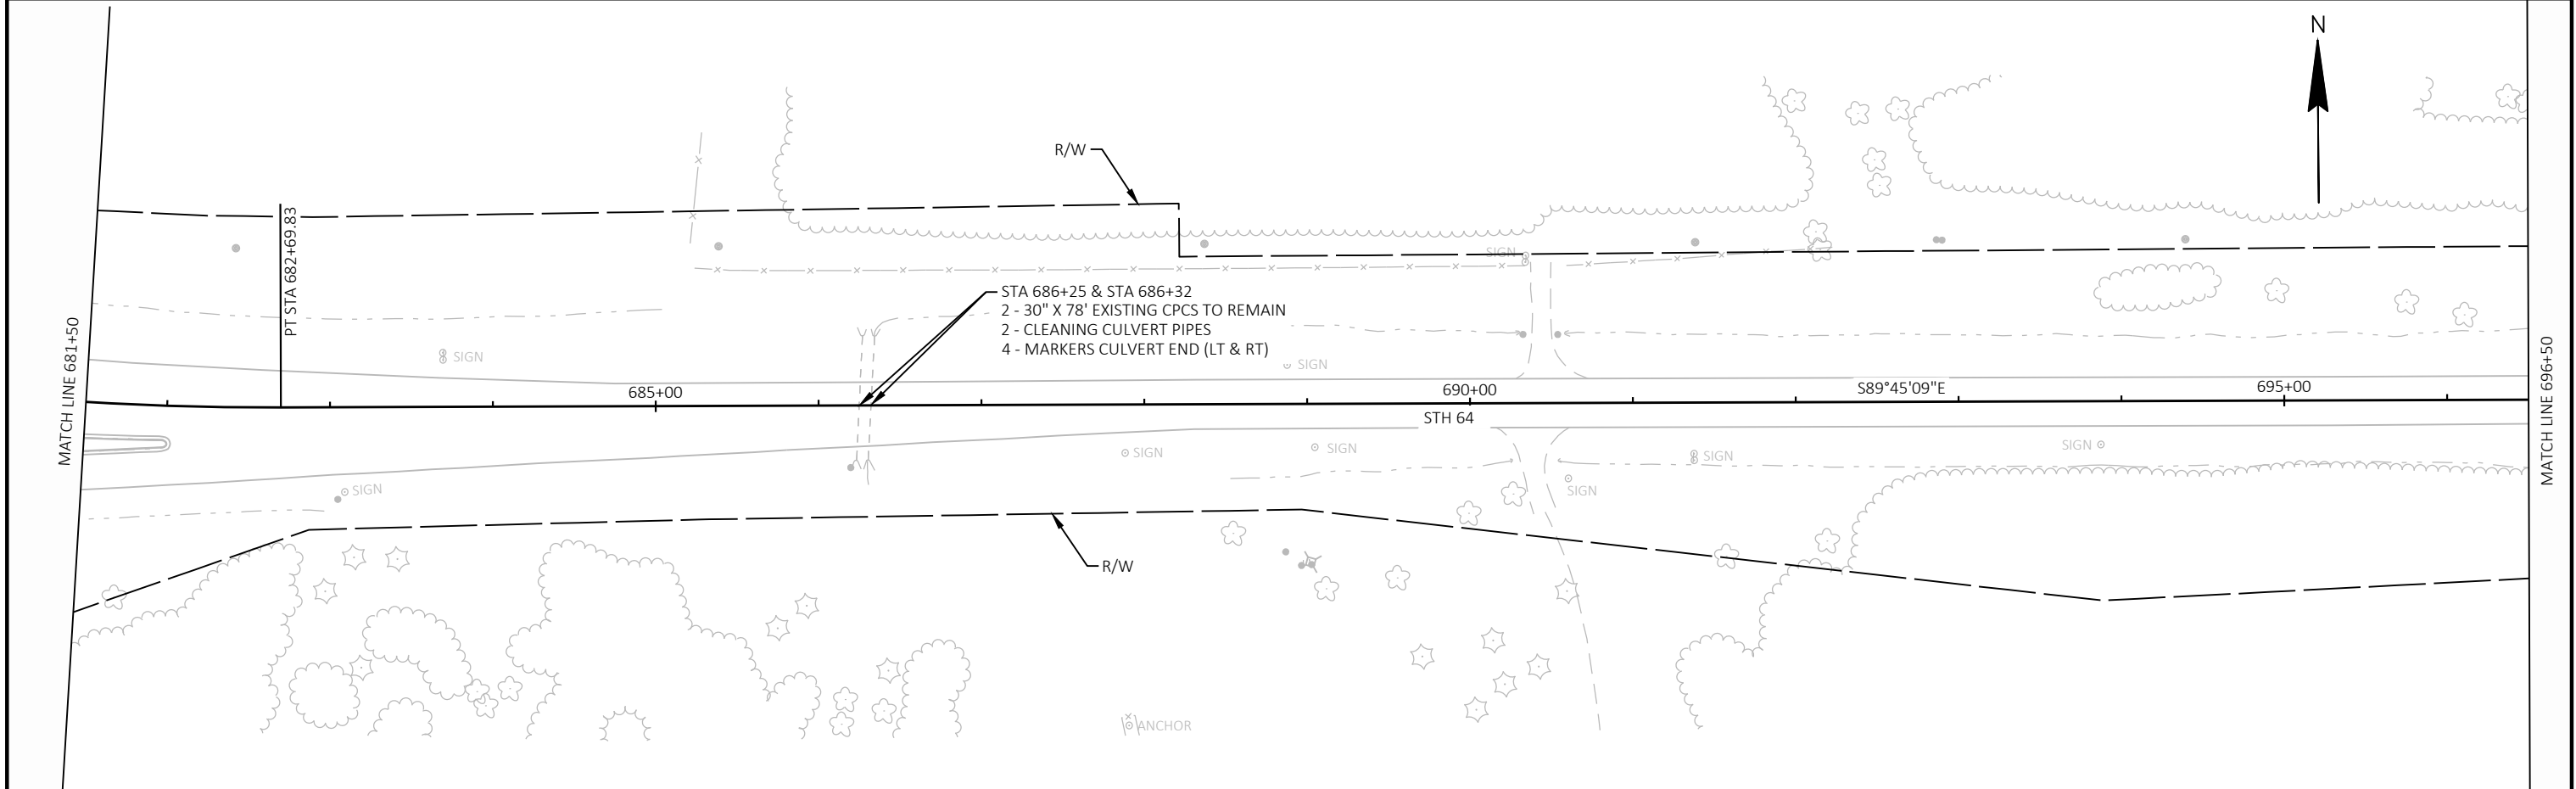 N
R/W
PT STA 682+69.83
MATCH LINE 681+50
SIGN
STA 686+25 & STA 686+32
2 - 30" X 78' EXISTING CPCS TO REMAIN
2 - CLEANING CULVERT PIPES
4 - MARKERS CULVERT END (LT & RT)
SIGN
SIGN
685+00
690+00
S89°45'09"E
695+00
MATCH LINE 696+50
STH 64
SIGN
SIGN
SIGN
SIGN
SIGN
SIGN
R/W
ANCHOR